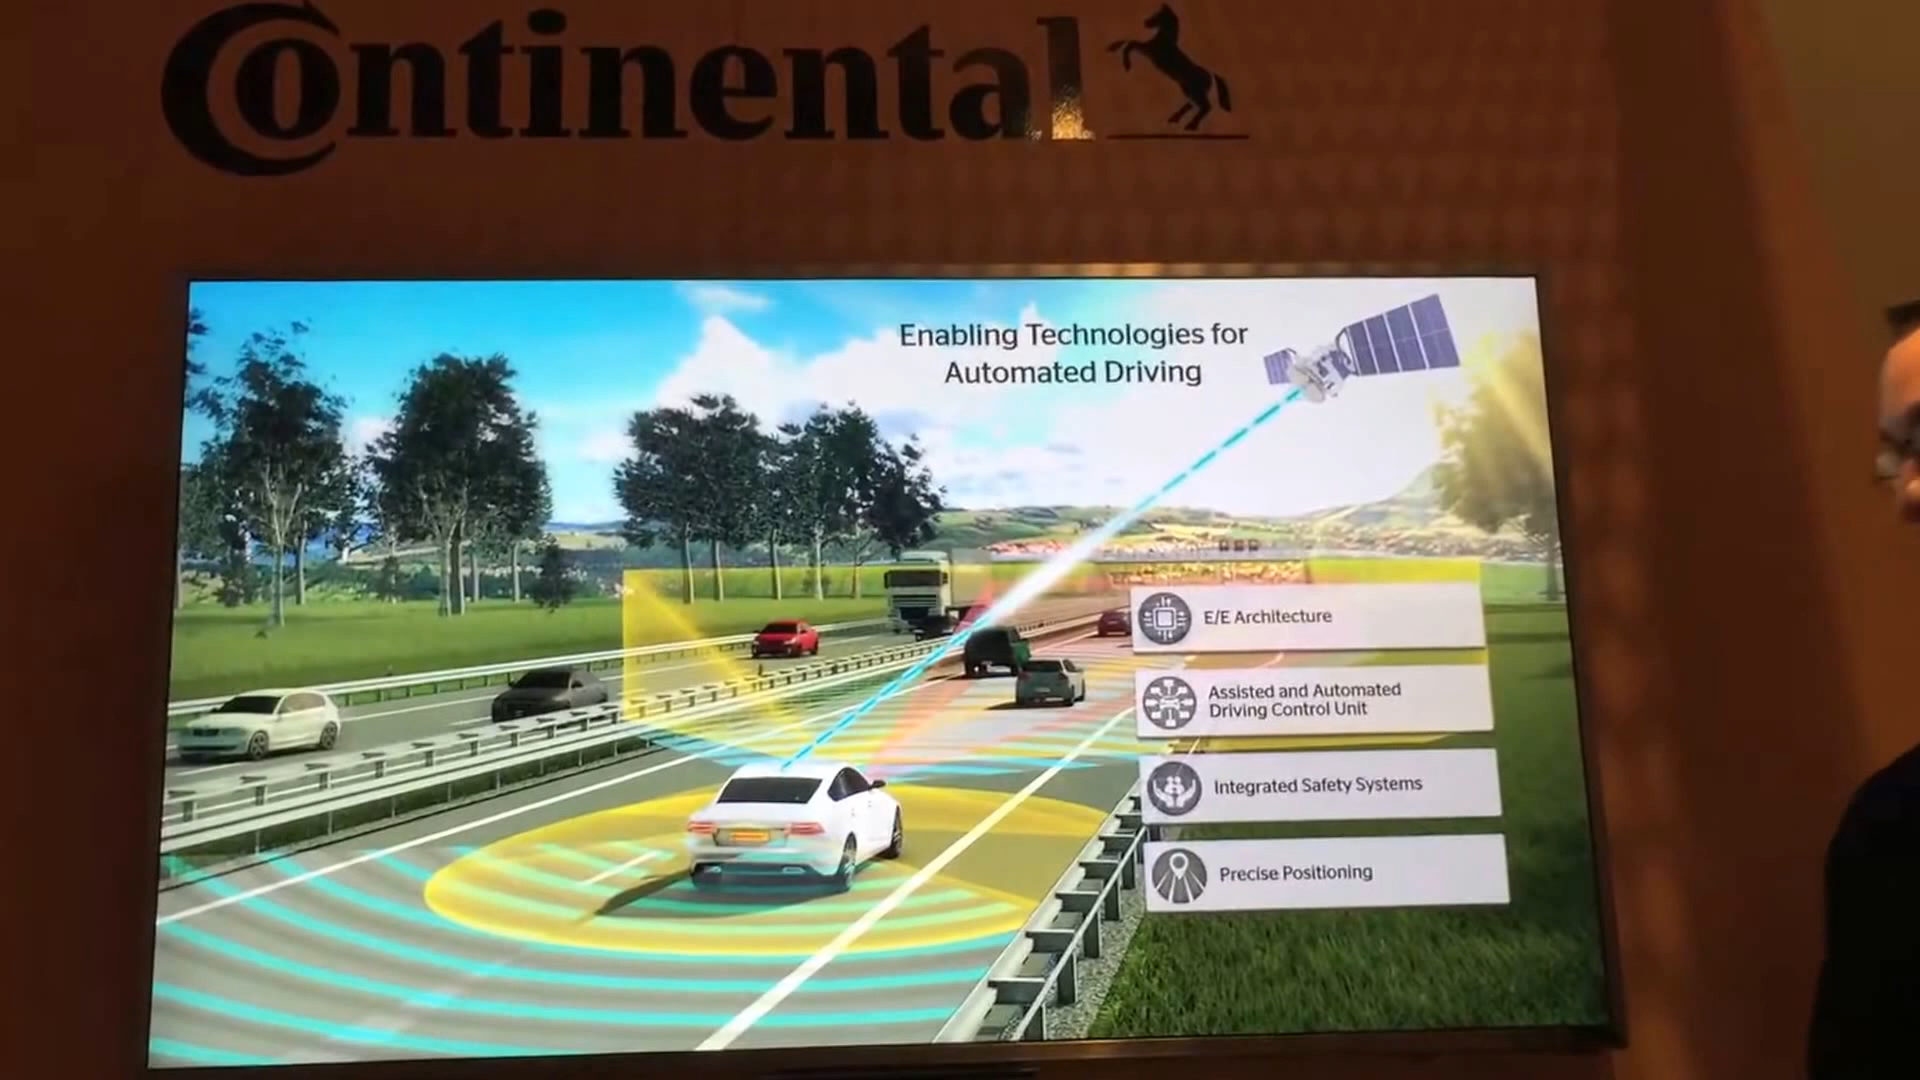 Continental
Enabling Technologies for
Automated Driving
E/E Architecture
Assisted and Automated
Driving Control Unit
Integrated Safety Systems
Precise Positioning